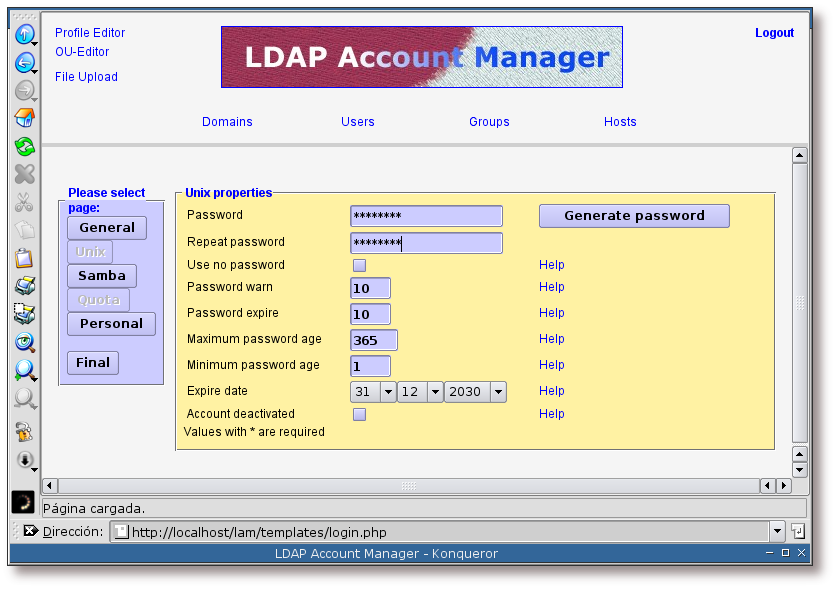 Profile Editor
OU-Editor
File Upload
LDAP Account Manager
Logout
Domains Users Groups Hosts
Please select page:
General
Unix
Samba
Quota
Personal
Final
Unix properties
Password ******** Generate password
Repeat password ********
Use no password Help
Password warn 10 Help
Password expire 10 Help
Maximum password age 365 Help
Minimum password age 1 Help
Expire date 31 12 2030 Help
Account deactivated Help
Values with * are required
Página cargada.
Dirección: http://localhost/lam/templates/login.php
LDAP Account Manager - Konqueror